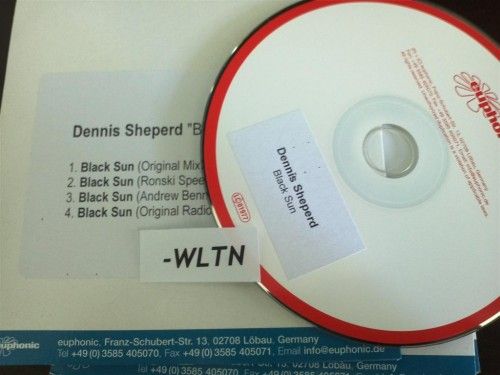 Dennis Sheperd "B
1. Black Sun (Original Mix)
2. Black Sun (Ronski Spee
3. Black Sun (Andrew Benn
4. Black Sun (Original Radio
-WLTN
Dennis Sheperd
Black Sun
euphonic
LC 01977
euphonic
euphonic, Franz-Schubert-Str. 13, 02708 Löbau, Germany
Tel +49(0)3585 405070, Fax +49(0)3585 405071, Email info@euphonic.de